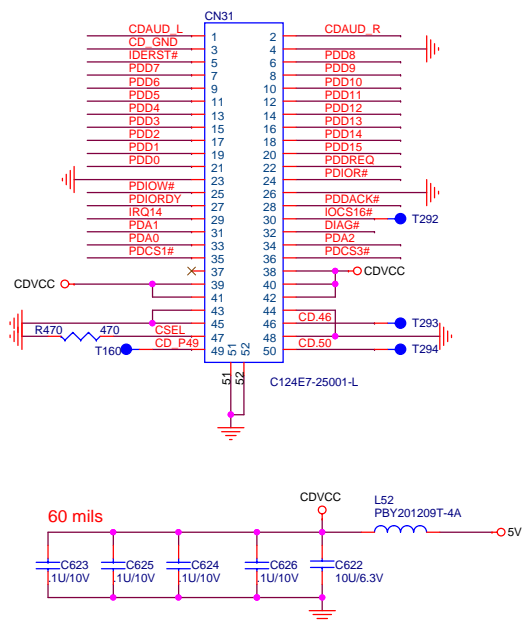 CN31
CDAUD_L 1 2 CDAUD_R
CD_GND 3 4
IDERST# 5 6 PDD8
PDD7 7 8 PDD9
PDD6 9 10 PDD10
PDD5 11 12 PDD11
PDD4 13 14 PDD12
PDD3 15 16 PDD13
PDD2 17 18 PDD14
PDD1 19 20 PDD15
PDD0 21 22 PDDREQ
23 24 PDIOR#
PDIOW# 25 26
PDIORDY 27 28 PDDACK#
IRQ14 29 30 IOCS16# T292
PDA1 31 32 DIAG#
PDA0 33 34 PDA2
PDCS1# 35 36 PDCS3#
37 38 CDVCC
CDVCC 39 40
41 42
43 44
R470 470 45 46 CD.46 T293
CSEL 47 48
T160 CD_P49 49 50 CD.50 T294
51 52
51 52
C124E7-25001-L
60 mils
CDVCC
L52
PBY201209T-4A
5V
C623 .1U/10V
C625 .1U/10V
C624 .1U/10V
C626 .1U/10V
C622 10U/6.3V